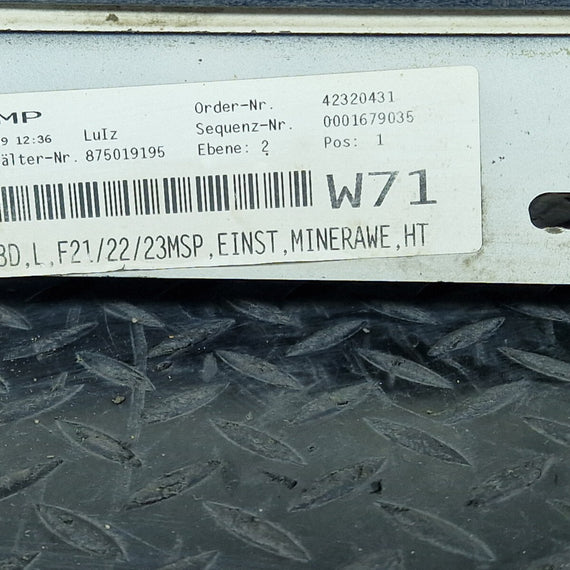 MP
9 12:36 LuIz
älter-Nr. 875019195
Order-Nr. 42320431
Sequenz-Nr. 0001679035
Ebene: 2 Pos: 1
W71
BD,L,F21/22/23MSP,EINST,MINERAWE,HT